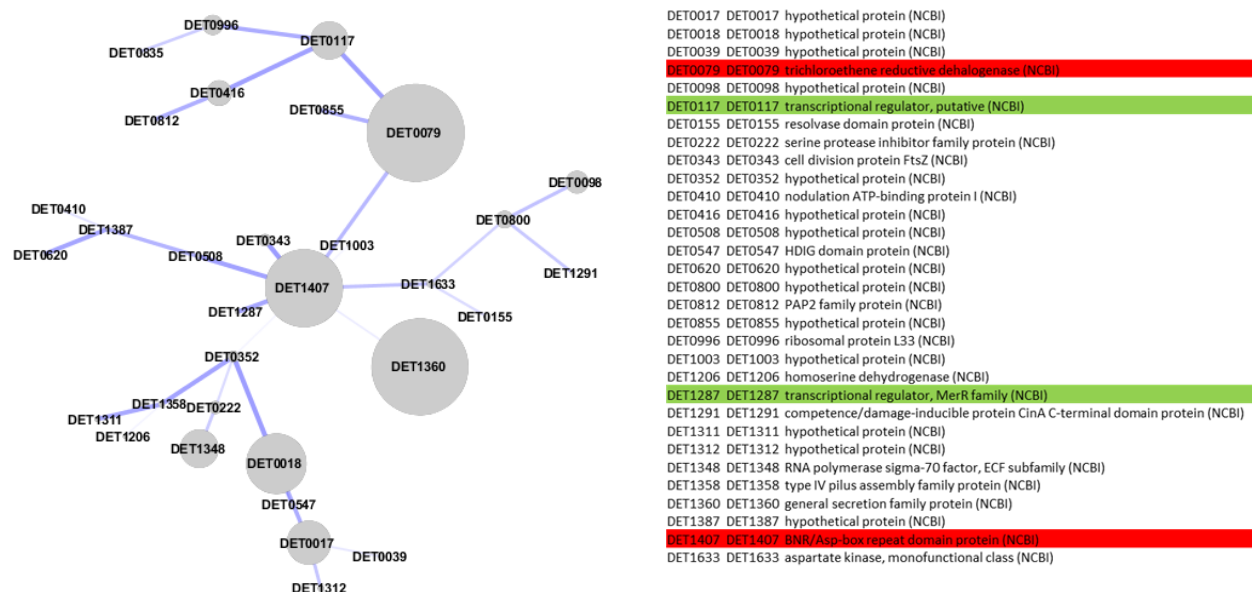 DET0996
DET0117
DET0835
DET0416
DET0855
DET0812
DET0079
DET0098
DET0410
DET0800
DET1387
DET0343
DET1003
DET0620
DET0508
DET1291
DET1407
DET1633
DET1287
DET0155
DET0352
DET1360
DET1358
DET0222
DET1311
DET1206
DET1348
DET0018
DET0547
DET0017
DET0039
DET1312
DET0017 DET0017 hypothetical protein (NCBI)
DET0018 DET0018 hypothetical protein (NCBI)
DET0039 DET0039 hypothetical protein (NCBI)
DET0079 DET0079 trichloroethene reductive dehalogenase (NCBI)
DET0098 DET0098 hypothetical protein (NCBI)
DET0117 DET0117 transcriptional regulator, putative (NCBI)
DET0155 DET0155 resolvase domain protein (NCBI)
DET0222 DET0222 serine protease inhibitor family protein (NCBI)
DET0343 DET0343 cell division protein FtsZ (NCBI)
DET0352 DET0352 hypothetical protein (NCBI)
DET0410 DET0410 nodulation ATP-binding protein I (NCBI)
DET0416 DET0416 hypothetical protein (NCBI)
DET0508 DET0508 hypothetical protein (NCBI)
DET0547 DET0547 HDIG domain protein (NCBI)
DET0620 DET0620 hypothetical protein (NCBI)
DET0800 DET0800 hypothetical protein (NCBI)
DET0812 DET0812 PAP2 family protein (NCBI)
DET0855 DET0855 hypothetical protein (NCBI)
DET0996 DET0996 ribosomal protein L33 (NCBI)
DET1003 DET1003 hypothetical protein (NCBI)
DET1206 DET1206 homoserine dehydrogenase (NCBI)
DET1287 DET1287 transcriptional regulator, MerR family (NCBI)
DET1291 DET1291 competence/damage-inducible protein CinA C-terminal domain protein (NCBI)
DET1311 DET1311 hypothetical protein (NCBI)
DET1312 DET1312 hypothetical protein (NCBI)
DET1348 DET1348 RNA polymerase sigma-70 factor, ECF subfamily (NCBI)
DET1358 DET1358 type IV pilus assembly family protein (NCBI)
DET1360 DET1360 general secretion family protein (NCBI)
DET1387 DET1387 hypothetical protein (NCBI)
DET1407 DET1407 BNR/Asp-box repeat domain protein (NCBI)
DET1633 DET1633 aspartate kinase, monofunctional class (NCBI)